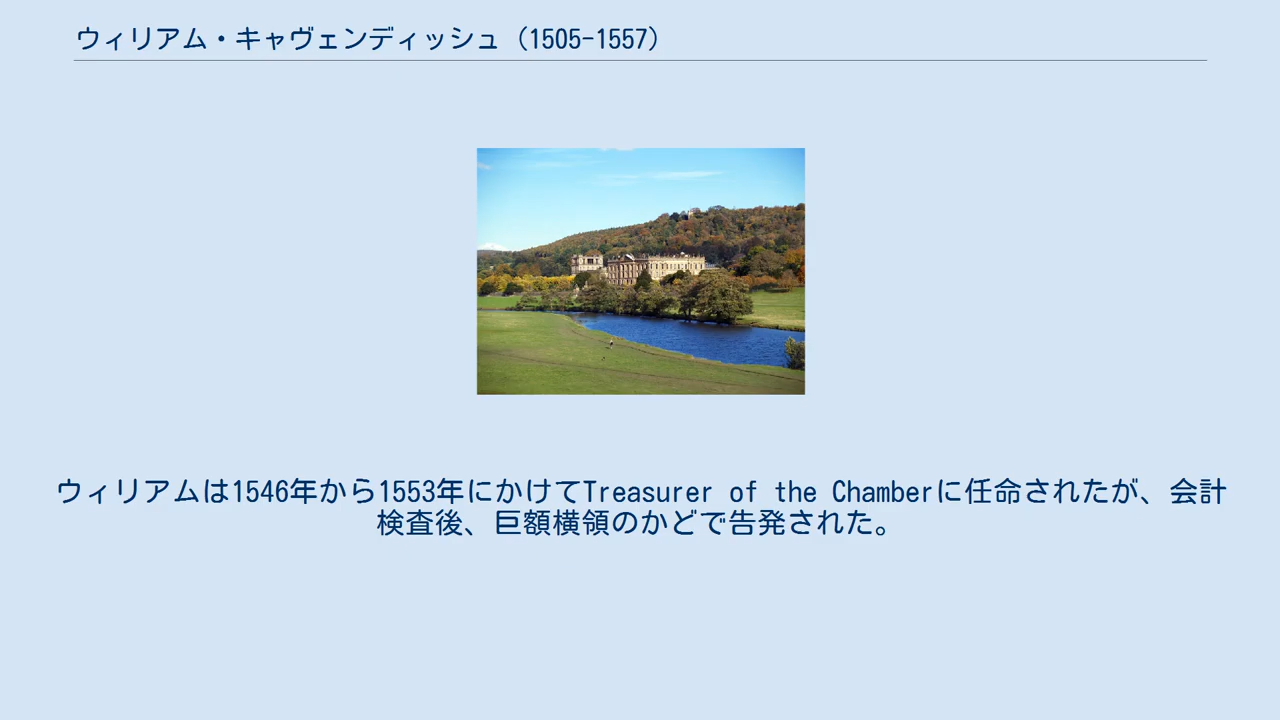 ウィリアム・キャヴェンディッシュ（1505-1557）
ウィリアムは1546年から1553年にかけてTreasurer of the Chamberに任命されたが、会計
検査後、巨額横領のかどで告発された。